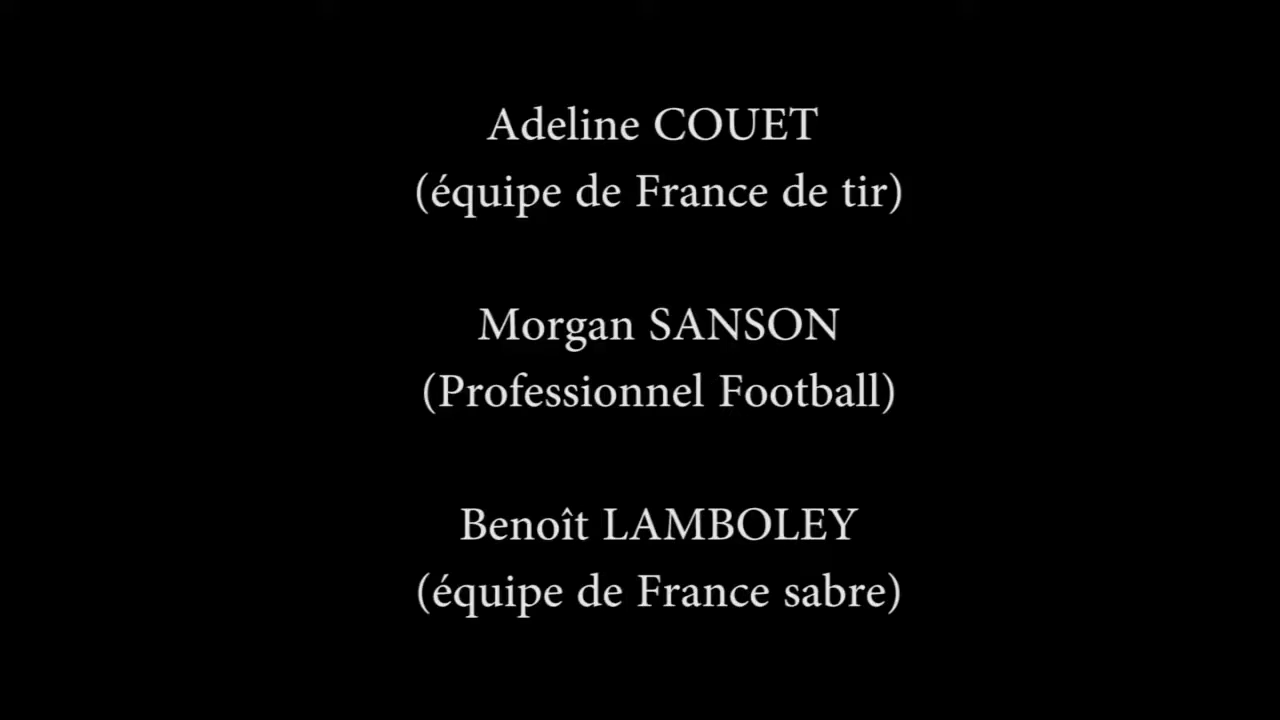 Adeline COUET
(équipe de France de tir)
Morgan SANSON
(Professionnel Football)
Benoît LAMBOLEY
(équipe de France sabre)